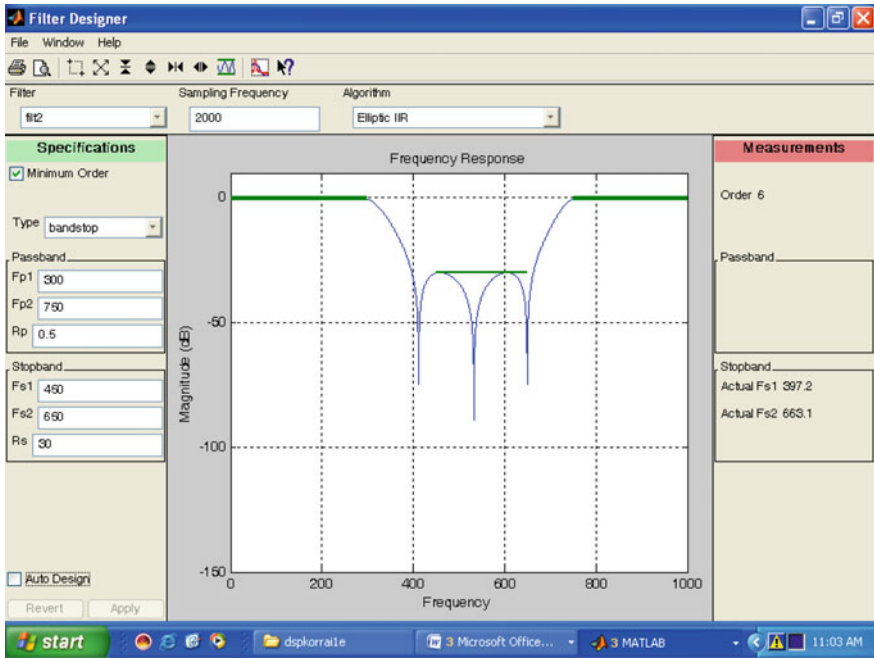 Filter Designer
File Window Help
Filter
Sampling Frequency
Algorithm
filt2
2000
Elliptic IIR
Specifications
Minimum Order
Type bandstop
Passband
Fp1 300
Fp2 750
Rp 0.5
Stopband
Fs1 450
Fs2 650
Rs 30
Auto Design
Revert Apply
Frequency Response
Magnitude (dB)
0
-50
-100
-150
0 200 400 600 800 1000
Frequency
Measurements
Order 6
Passband
Stopband
Actual Fs1 397.2
Actual Fs2 663.1
start
dspkorrai1e
3 Microsoft Office...
3 MATLAB
11:03 AM